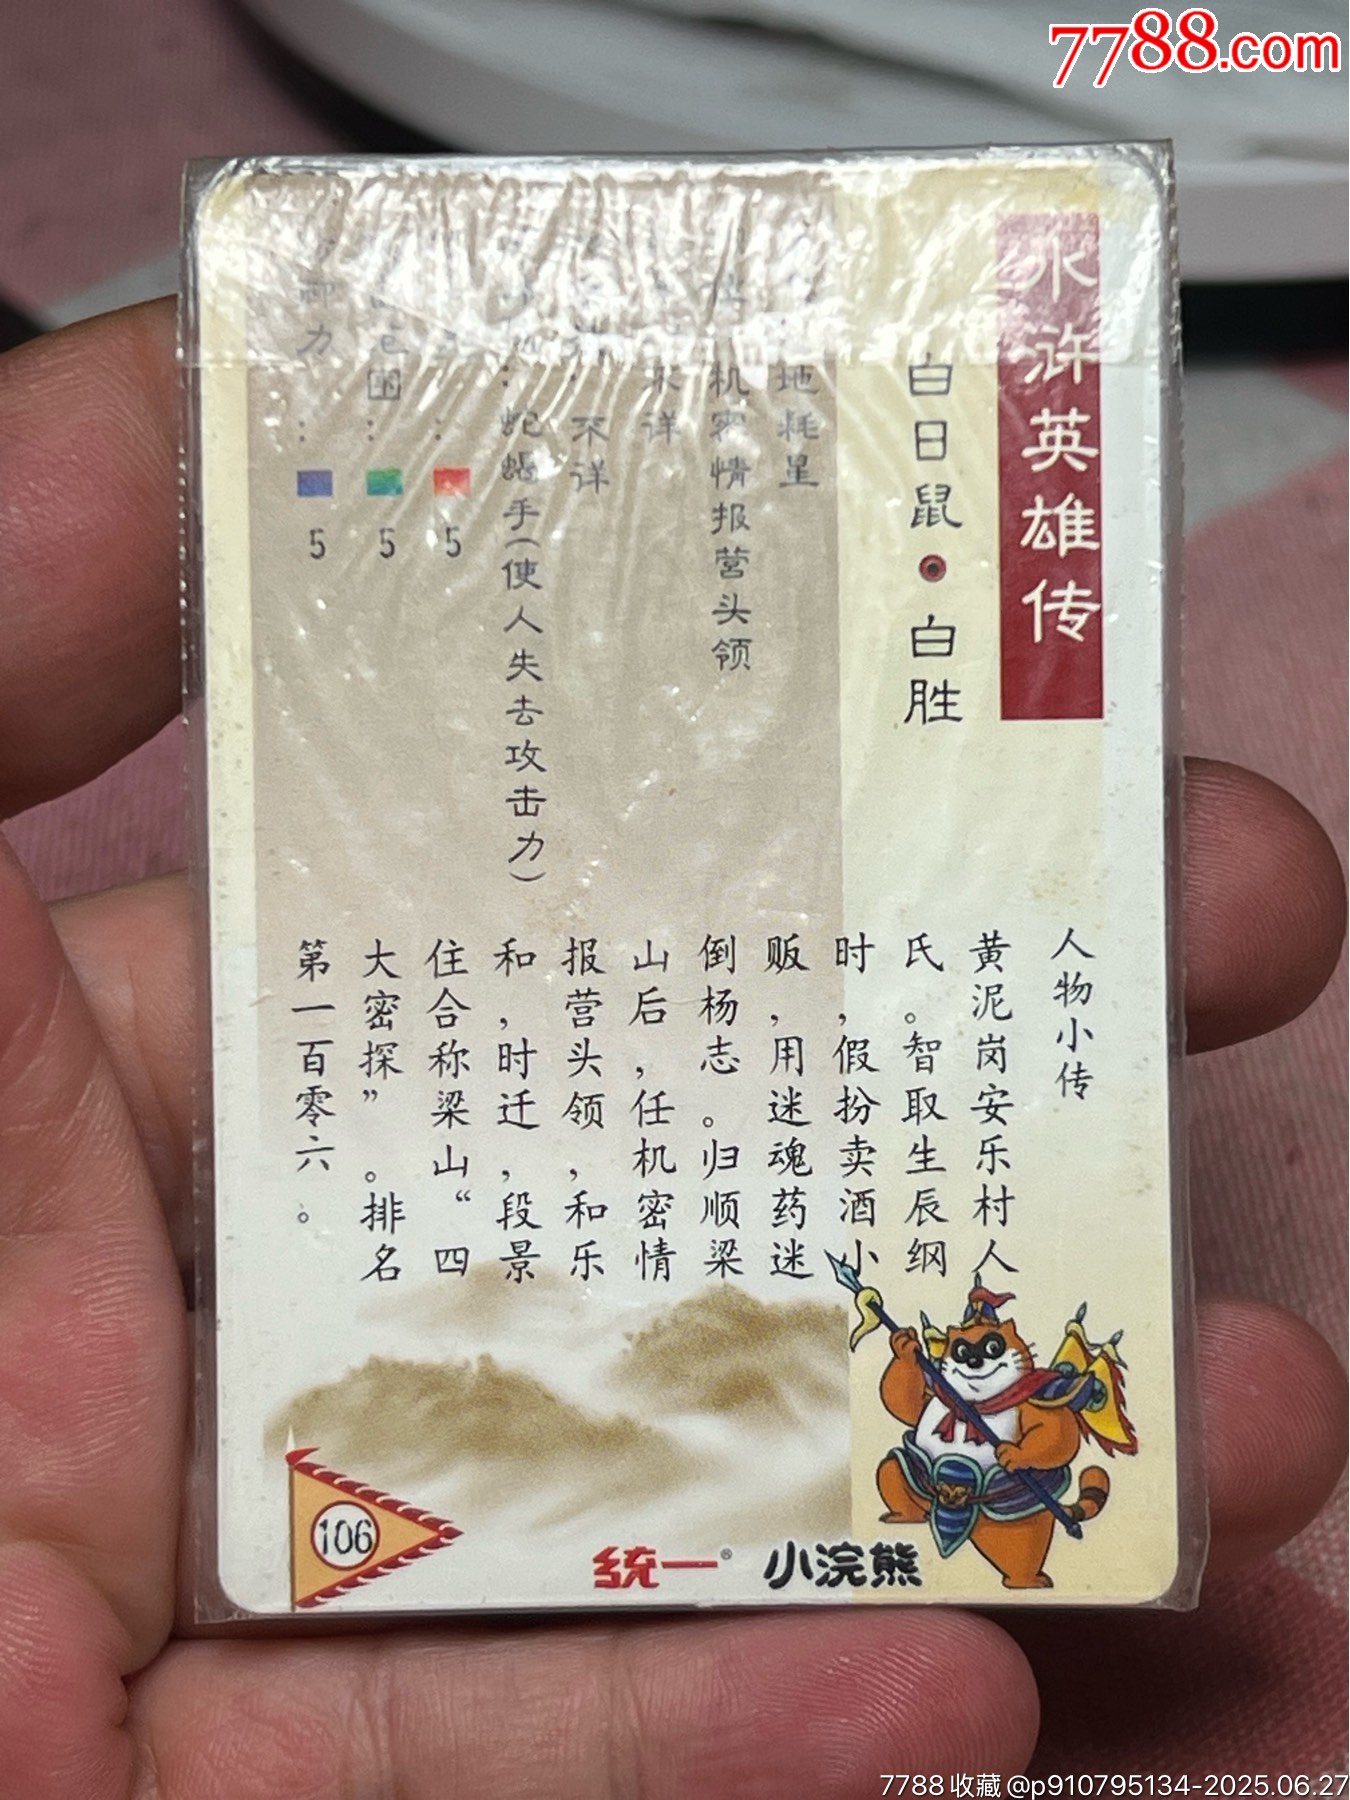 7788.com
水浒英雄传
白日鼠·白胜
地耗星
机密情报营头领
不详
不详
蛇蝎手(使人失去攻击力)
：5
：5
力：5
人物小传
黄泥岗安乐村人
氏。智取生辰纲
时，假扮卖酒小
贩，用迷魂药迷
倒杨志。归顺梁
山后，任机密情
报营头领，和乐
和，时迁，段景
住合称梁山“四
大密探”。排名
第一百零六。
106
统一® 小浣熊
7788收藏@p910795134-2025.06.27